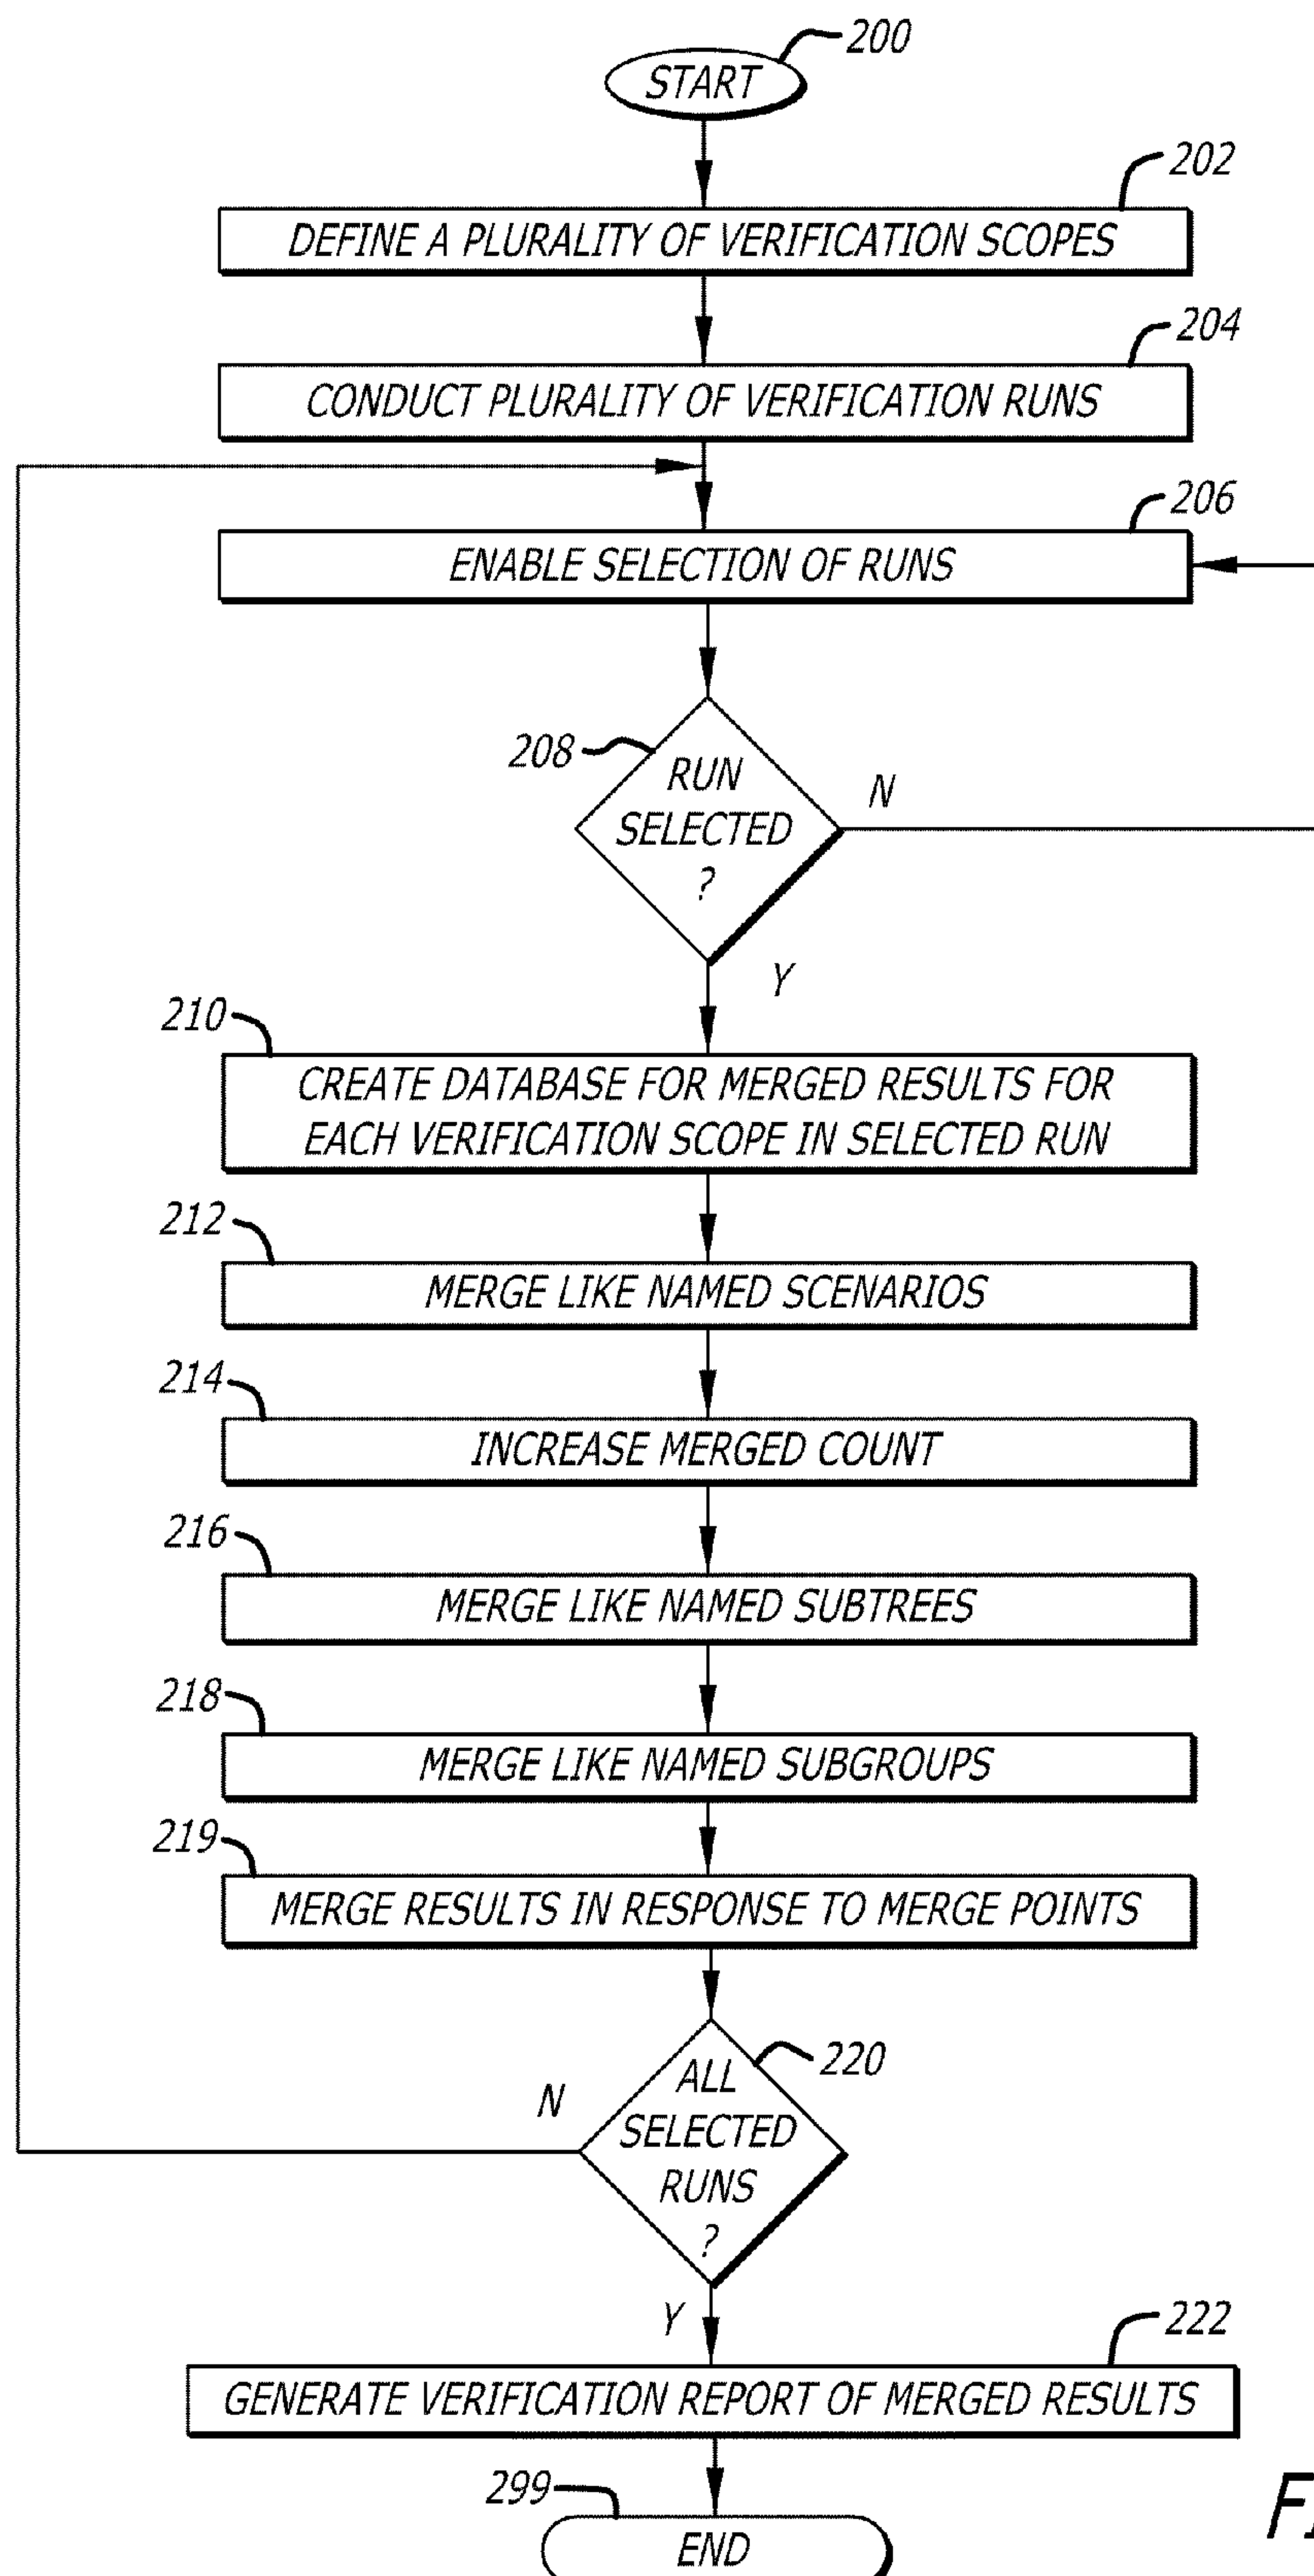 200
START
202
DEFINE A PLURALITY OF VERIFICATION SCOPES
204
CONDUCT PLURALITY OF VERIFICATION RUNS
206
ENABLE SELECTION OF RUNS
208
RUN
SELECTED
?
N
Y
210
CREATE DATABASE FOR MERGED RESULTS FOR
EACH VERIFICATION SCOPE IN SELECTED RUN
212
MERGE LIKE NAMED SCENARIOS
214
INCREASE MERGED COUNT
216
MERGE LIKE NAMED SUBTREES
218
MERGE LIKE NAMED SUBGROUPS
219
MERGE RESULTS IN RESPONSE TO MERGE POINTS
220
ALL
SELECTED
RUNS
?
N
Y
222
GENERATE VERIFICATION REPORT OF MERGED RESULTS
299
END